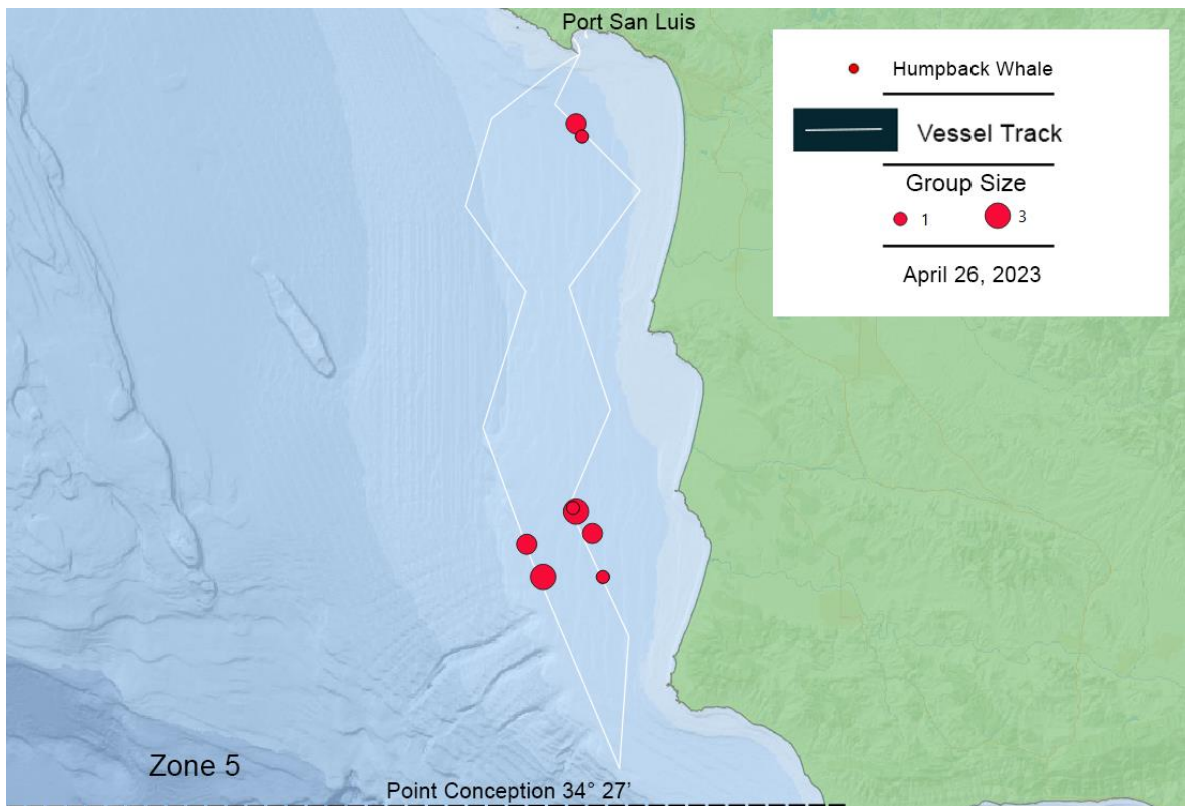 Port San Luis
Humpback Whale
Vessel Track
Group Size
1
3
April 26, 2023
Zone 5
Point Conception 34° 27’